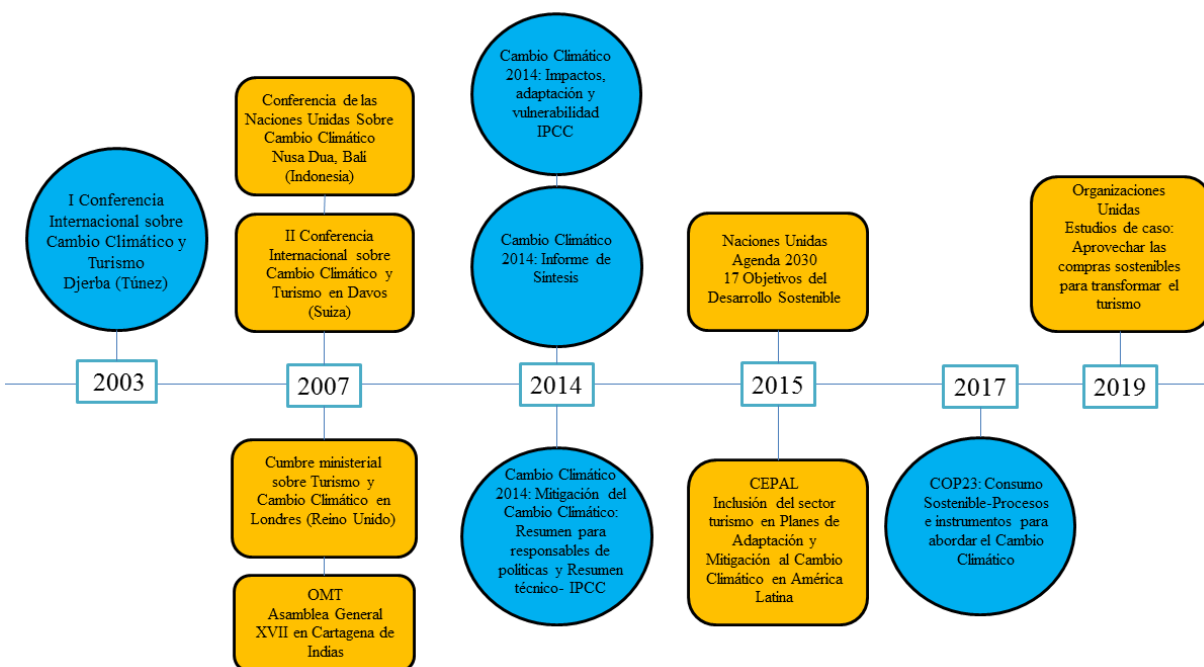 I Conferencia
Internacional sobre
Cambio Climático y
Turismo
Djerba (Túnez)
2003
Conferencia de las
Naciones Unidas Sobre
Cambio Climático
Nusa Dua, Bali
(Indonesia)
II Conferencia
Internacional sobre
Cambio Climático y
Turismo en Davos
(Suiza)
2007
Cumbre ministerial
sobre Turismo y
Cambio Climático en
Londres (Reino Unido)
OMT
Asamblea General
XVII en Cartagena de
Indias
Cambio Climático
2014: Impactos,
adaptación y
vulnerabilidad
IPCC
Cambio Climático
2014: Informe de
Síntesis
2014
Cambio Climático
2014: Mitigación del
Cambio Climático:
Resumen para
responsables de
políticas y Resumen
técnico- IPCC
Naciones Unidas
Agenda 2030
17 Objetivos del
Desarrollo Sostenible
2015
CEPAL
Inclusión del sector
turismo en Planes de
Adaptación y
Mitigación al Cambio
Climático en América
Latina
2017
COP23: Consumo
Sostenible-Procesos
e instrumentos para
abordar el Cambio
Climático
Organizaciones
Unidas
Estudios de caso:
Aprovechar las
compras sostenibles
para transformar el
turismo
2019